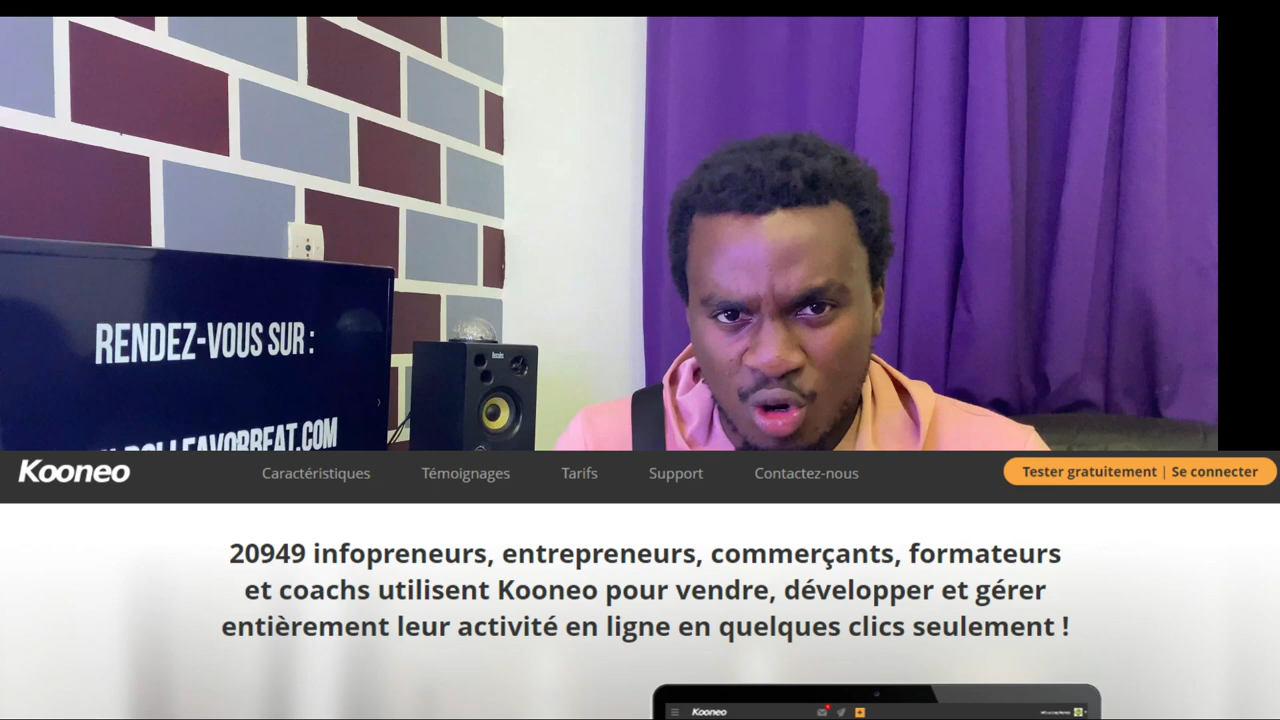 RENDEZ-VOUS SUR :
Kooneo
Caractéristiques
Témoignages
Tarifs
Support
Contactez-nous
Tester gratuitement | Se connecter
20949 infopreneurs, entrepreneurs, commerçants, formateurs
et coachs utilisent Kooneo pour vendre, développer et gérer
entièrement leur activité en ligne en quelques clics seulement !
Kooneo